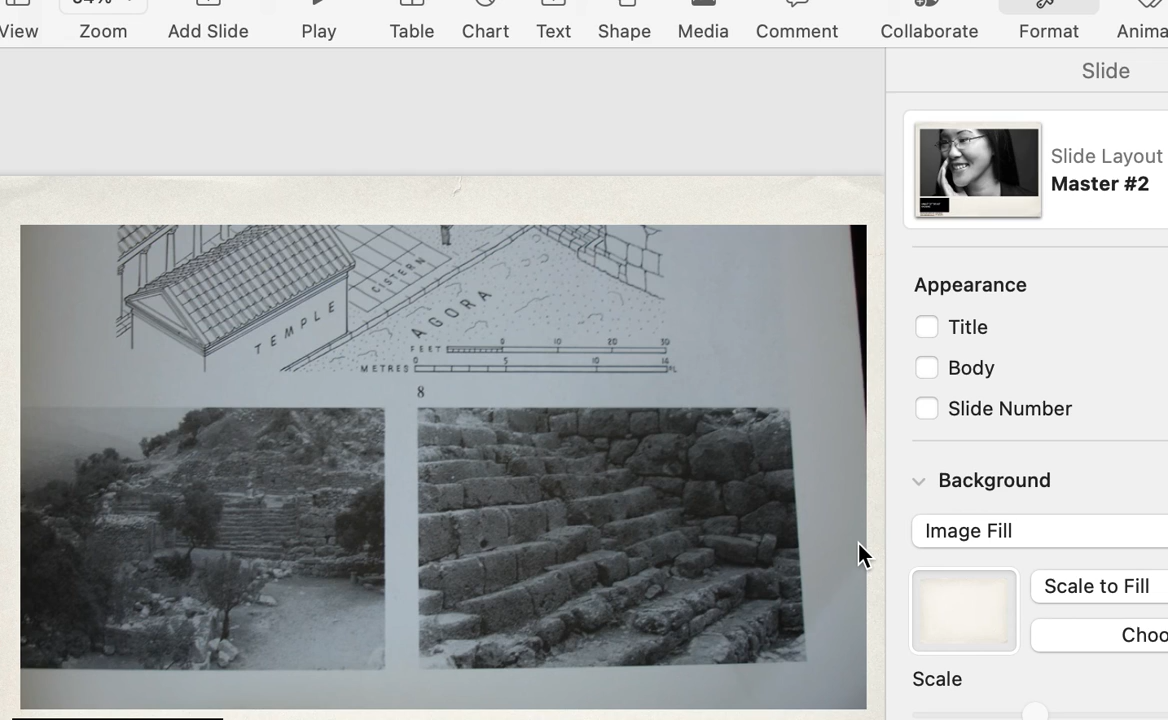 View
Zoom
Add Slide
Play
Table
Chart
Text
Shape
Media
Comment
Collaborate
Format
Slide
Slide Layout
Master #2
Appearance
Title
Body
Slide Number
Background
Image Fill
Scale to Fill
Scale
CISTERN
TEMPLE
AGORA
FEET 0 10 20 30
METRES 0 5 10
8